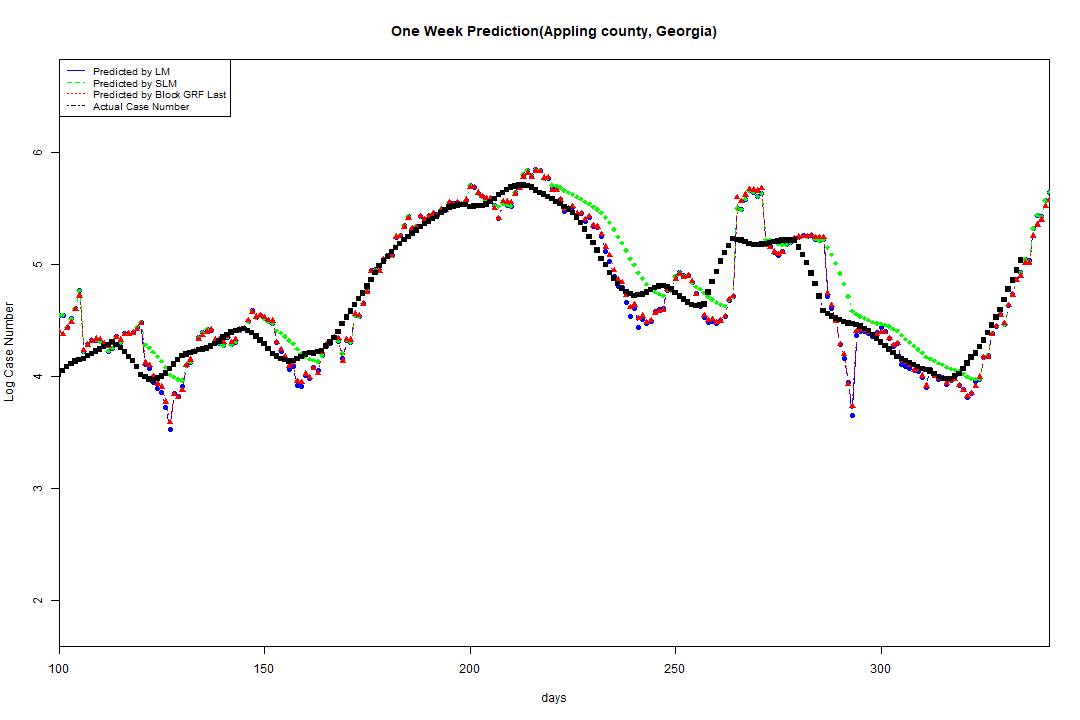 One Week Prediction(Appling county, Georgia)
Predicted by LM
Predicted by SLM
Predicted by Block GRF Last
Actual Case Number
6
5
4
3
2
Log Case Number
100 150 200 250 300
days